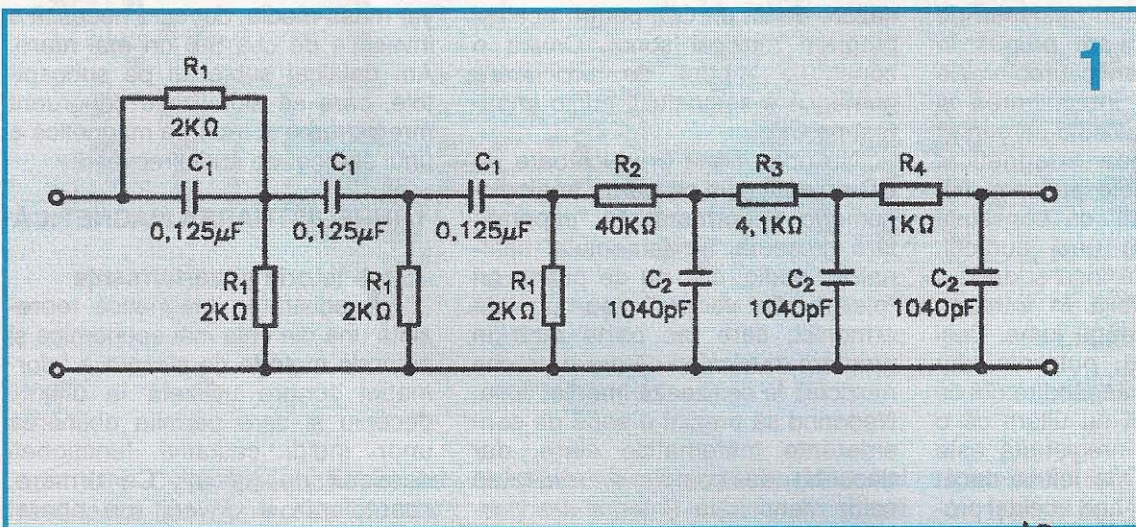 1
R₁
2KΩ
C₁ C₁ C₁ R₂ R₃ R₄
0,125µF 0,125µF 0,125µF 40KΩ 4,1KΩ 1KΩ
R₁ R₁ R₁ C₂ C₂ C₂
2KΩ 2KΩ 2KΩ 1040pF 1040pF 1040pF